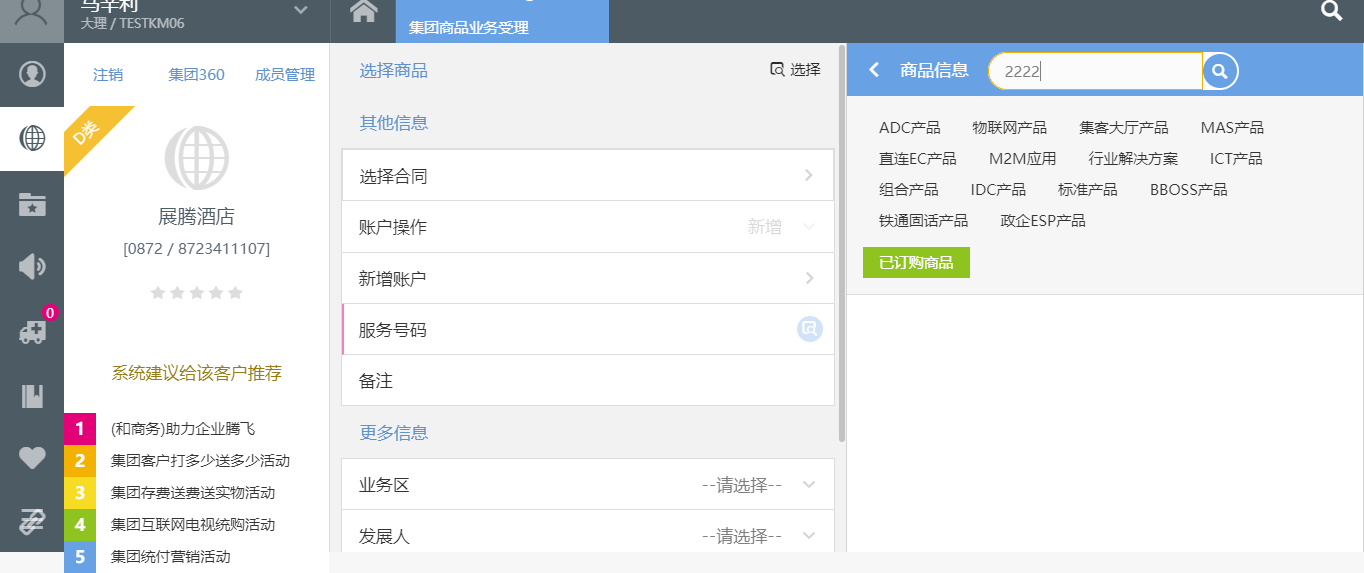 马辛利
大理 / TESTKM06
集团商品业务受理
注销 集团360 成员管理
D类
展腾酒店
[0872 / 8723411107]
0
系统建议给该客户推荐
1 (和商务)助力企业腾飞
2 集团客户打多少送多少活动
3 集团存费送费送实物活动
4 集团互联网电视统购活动
5 集团统付营销活动
选择商品 选择
其他信息
选择合同
账户操作 新增
新增账户
服务号码
备注
更多信息
业务区 --请选择--
发展人 --请选择--
商品信息 2222
ADC产品 物联网产品 集客大厅产品 MAS产品
直连EC产品 M2M应用 行业解决方案 ICT产品
组合产品 IDC产品 标准产品 BBOSS产品
铁通固话产品 政企ESP产品
已订购商品